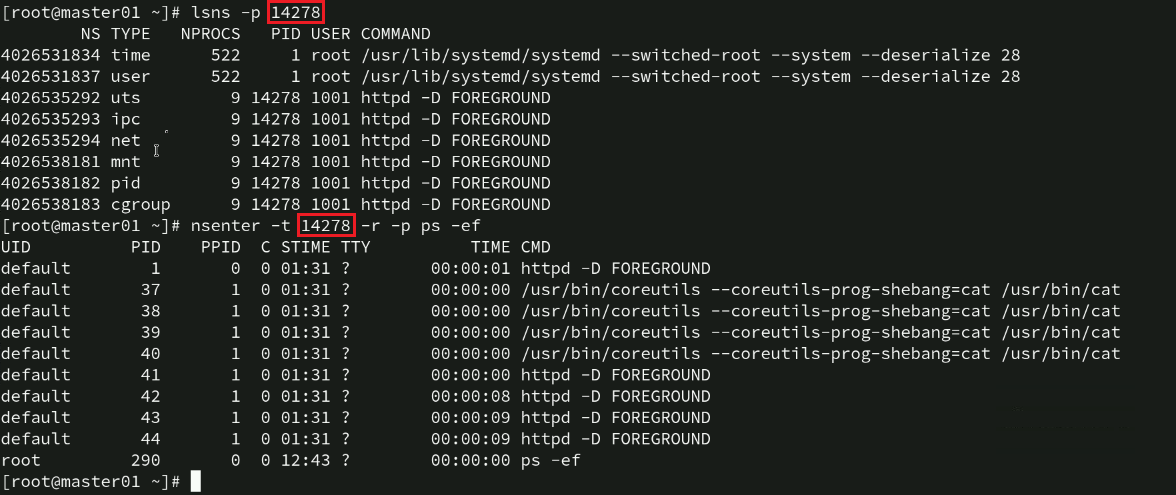 [root@master01 ~]# lsns -p 14278
        NS TYPE   NPROCS   PID USER COMMAND
4026531834 time      522     1 root /usr/lib/systemd/systemd --switched-root --system --deserialize 28
4026531837 user      522     1 root /usr/lib/systemd/systemd --switched-root --system --deserialize 28
4026535292 uts         9 14278 1001 httpd -D FOREGROUND
4026535293 ipc         9 14278 1001 httpd -D FOREGROUND
4026535294 net         9 14278 1001 httpd -D FOREGROUND
4026538181 mnt         9 14278 1001 httpd -D FOREGROUND
4026538182 pid         9 14278 1001 httpd -D FOREGROUND
4026538183 cgroup      9 14278 1001 httpd -D FOREGROUND
[root@master01 ~]# nsenter -t 14278 -r -p ps -ef
UID          PID    PPID  C STIME TTY          TIME CMD
default        1       0  0 01:31 ?        00:00:01 httpd -D FOREGROUND
default       37       1  0 01:31 ?        00:00:00 /usr/bin/coreutils --coreutils-prog-shebang=cat /usr/bin/cat
default       38       1  0 01:31 ?        00:00:00 /usr/bin/coreutils --coreutils-prog-shebang=cat /usr/bin/cat
default       39       1  0 01:31 ?        00:00:00 /usr/bin/coreutils --coreutils-prog-shebang=cat /usr/bin/cat
default       40       1  0 01:31 ?        00:00:00 /usr/bin/coreutils --coreutils-prog-shebang=cat /usr/bin/cat
default       41       1  0 01:31 ?        00:00:00 httpd -D FOREGROUND
default       42       1  0 01:31 ?        00:00:08 httpd -D FOREGROUND
default       43       1  0 01:31 ?        00:00:09 httpd -D FOREGROUND
default       44       1  0 01:31 ?        00:00:09 httpd -D FOREGROUND
root         290       0  0 12:43 ?        00:00:00 ps -ef
[root@master01 ~]#